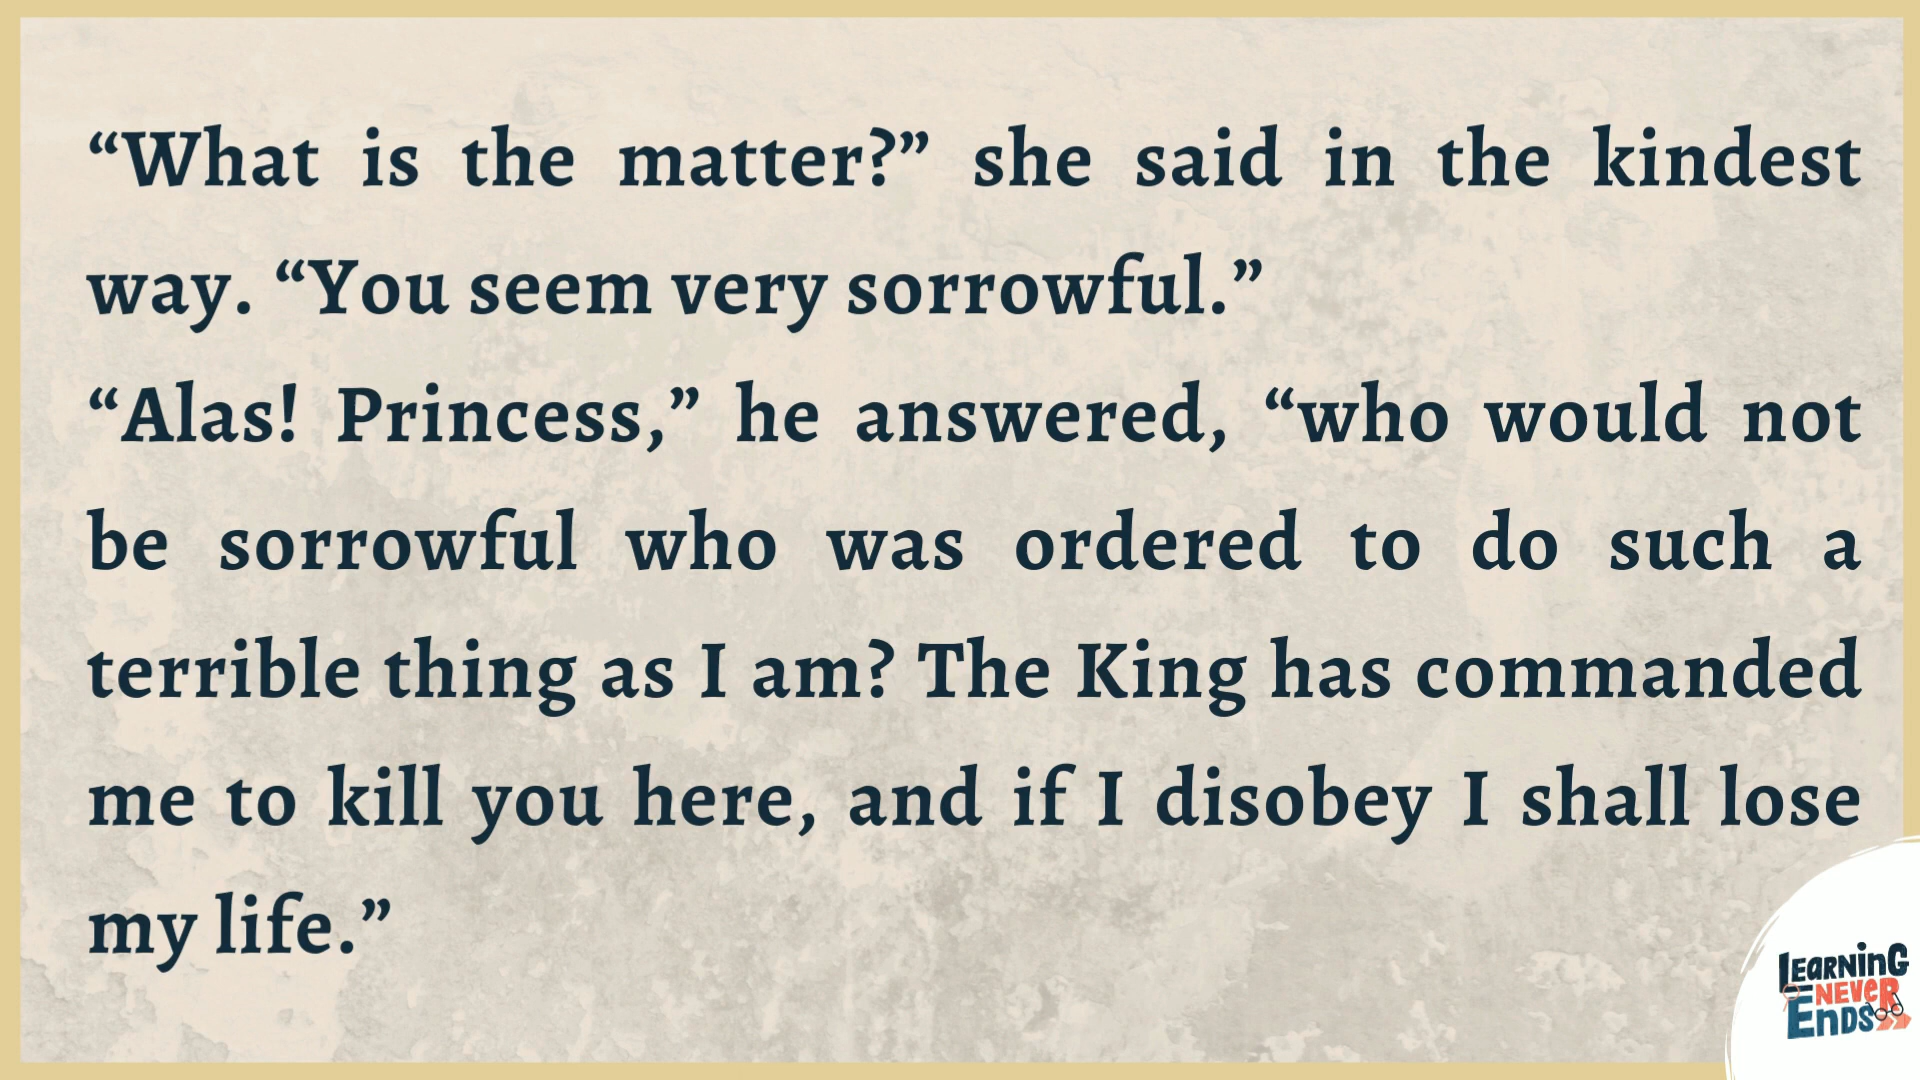 “What is the matter?” she said in the kindest
way. “You seem very sorrowful.”
“Alas! Princess,” he answered, “who would not
be sorrowful who was ordered to do such a
terrible thing as I am? The King has commanded
me to kill you here, and if I disobey I shall lose
my life.”
LEARNING
NEVER
ENDS